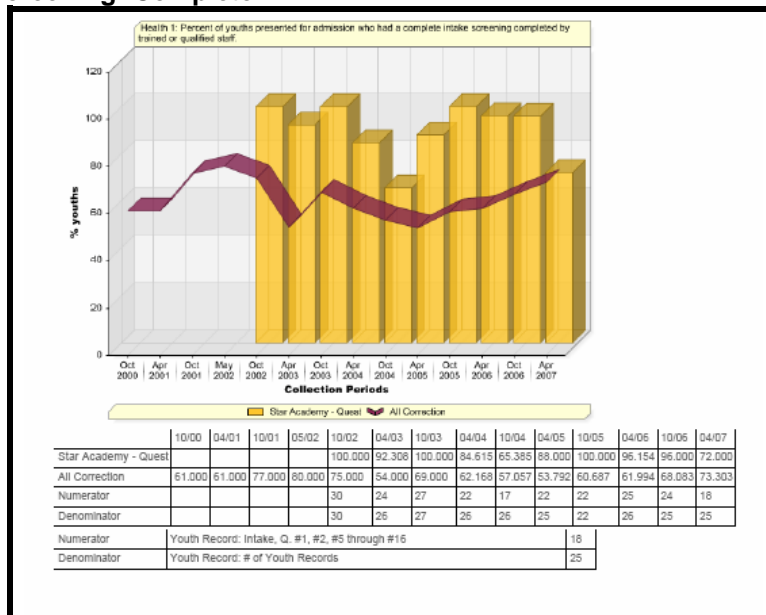 Health 1: Percent of youths presented for admission who had a complete intake screening completed by
trained or qualified staff.
120
100
80
60
40
20
0
% youths
Oct 2000 Apr 2001 Oct 2001 May 2002 Oct 2002 Apr 2003 Oct 2003 Apr 2004 Oct 2004 Apr 2005 Oct 2005 Apr 2006 Oct 2006 Apr 2007
Collection Periods
Star Academy - Quest All Correction
10/00 04/01 10/01 05/02 10/02 04/03 10/03 04/04 10/04 04/05 10/05 04/06 10/06 04/07
Star Academy - Quest 100.000 92.308 100.000 84.615 65.385 88.000 100.000 96.154 96.000 72.000
All Correction 61.000 61.000 77.000 80.000 75.000 54.000 69.000 62.168 57.057 53.792 60.687 61.994 68.083 73.303
Numerator 30 24 27 22 17 22 22 25 24 18
Denominator 30 26 27 26 26 25 22 26 25 25
Numerator Youth Record: Intake, Q. #1, #2, #5 through #16 18
Denominator Youth Record: # of Youth Records 25